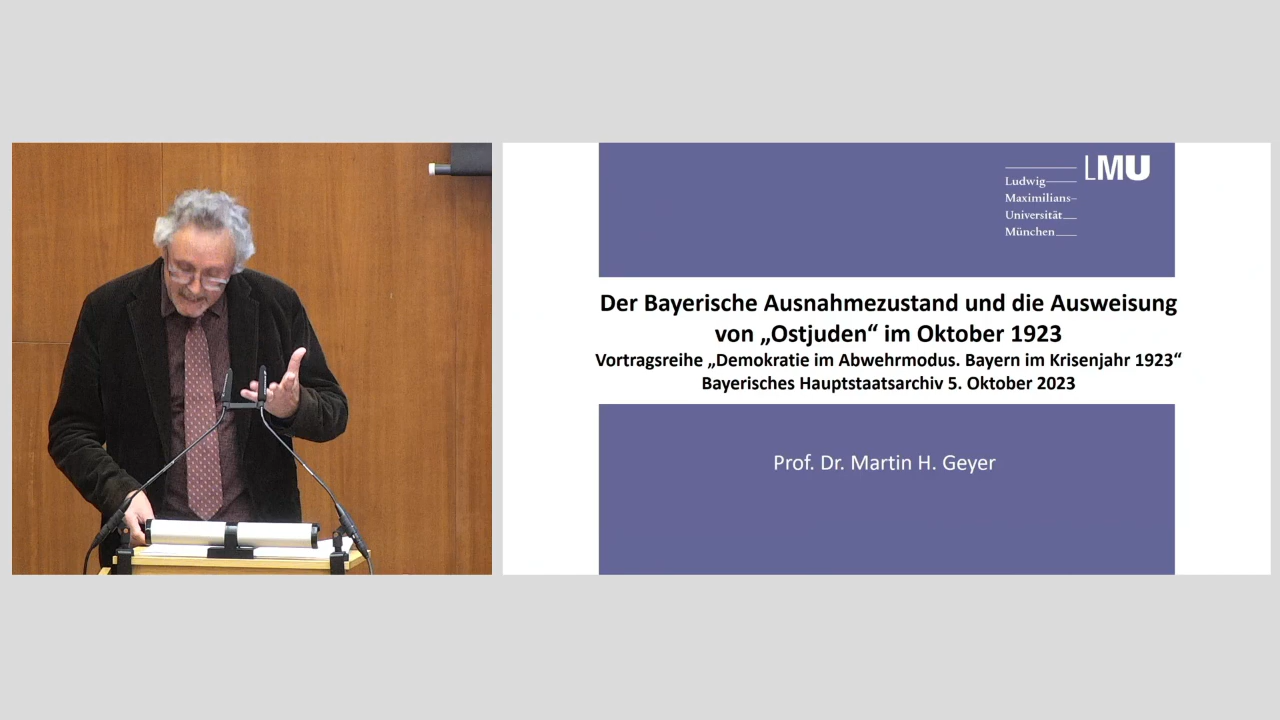 LMU
Ludwig
Maximilians
Universität
München
Der Bayerische Ausnahmezustand und die Ausweisung
von „Ostjuden“ im Oktober 1923
Vortragsreihe „Demokratie im Abwehrmodus. Bayern im Krisenjahr 1923“
Bayerisches Hauptstaatsarchiv 5. Oktober 2023
Prof. Dr. Martin H. Geyer